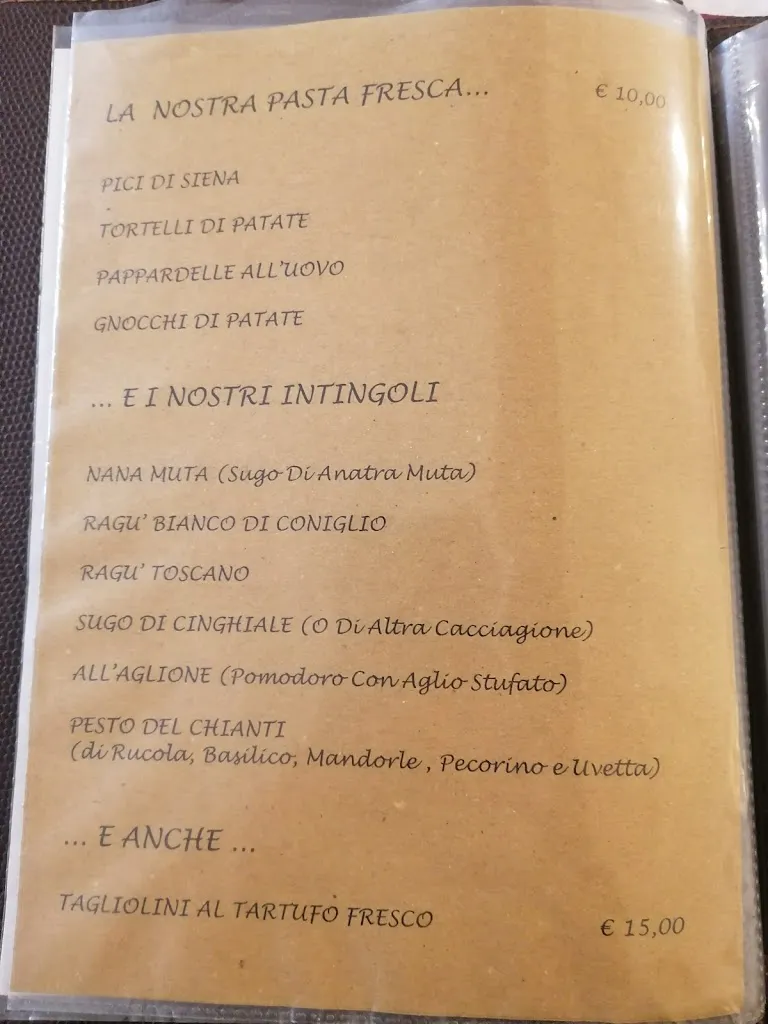 LA NOSTRA PASTA FRESCA... € 10,00
PICI DI SIENA
TORTELLI DI PATATE
PAPPARDELLE ALL'UOVO
GNOCCHI DI PATATE
... E I NOSTRI INTINGOLI
NANA MUTA (Sugo Di Anatra Muta)
RAGU' BIANCO DI CONIGLIO
RAGU' TOSCANO
SUGO DI CINGHIALE (O Di Altra Cacciagione)
ALL'AGLIONE (Pomodoro Con Aglio Stufato)
PESTO DEL CHIANTI
(di Rucola, Basilico, Mandorle , Pecorino e Uvetta)
... E ANCHE ...
TAGLIOLINI AL TARTUFO FRESCO € 15,00